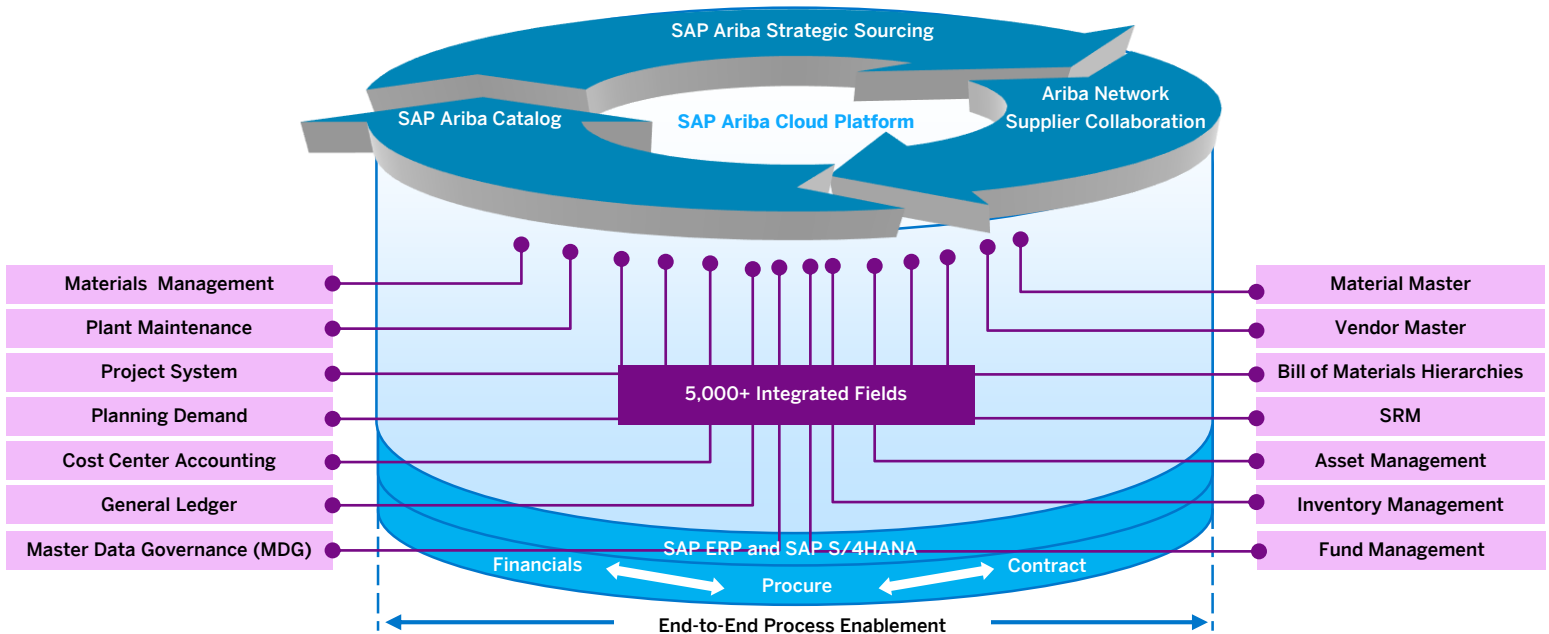 SAP Ariba Strategic Sourcing
Ariba Network
Supplier Collaboration
SAP Ariba Catalog
SAP Ariba Cloud Platform
Materials Management
Plant Maintenance
Project System
Planning Demand
Cost Center Accounting
General Ledger
Master Data Governance (MDG)
5,000+ Integrated Fields
Material Master
Vendor Master
Bill of Materials Hierarchies
SRM
Asset Management
Inventory Management
Fund Management
SAP ERP and SAP S/4HANA
Financials
Procure
Contract
End-to-End Process Enablement